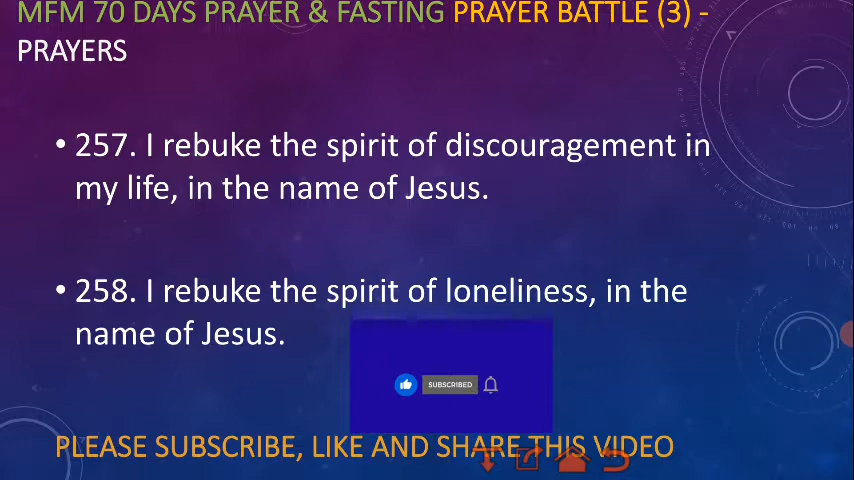 MFM 70 DAYS PRAYER & FASTING PRAYER BATTLE (3) -
PRAYERS
• 257. I rebuke the spirit of discouragement in
my life, in the name of Jesus.
• 258. I rebuke the spirit of loneliness, in the
name of Jesus.
SUBSCRIBED
PLEASE SUBSCRIBE, LIKE AND SHARE THIS VIDEO